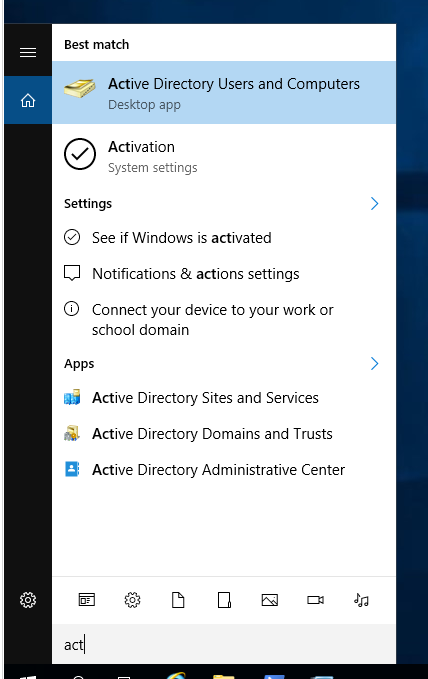 Best match
Active Directory Users and Computers
Desktop app
Activation
System settings
Settings
See if Windows is activated
Notifications & actions settings
Connect your device to your work or
school domain
Apps
Active Directory Sites and Services
Active Directory Domains and Trusts
Active Directory Administrative Center
act